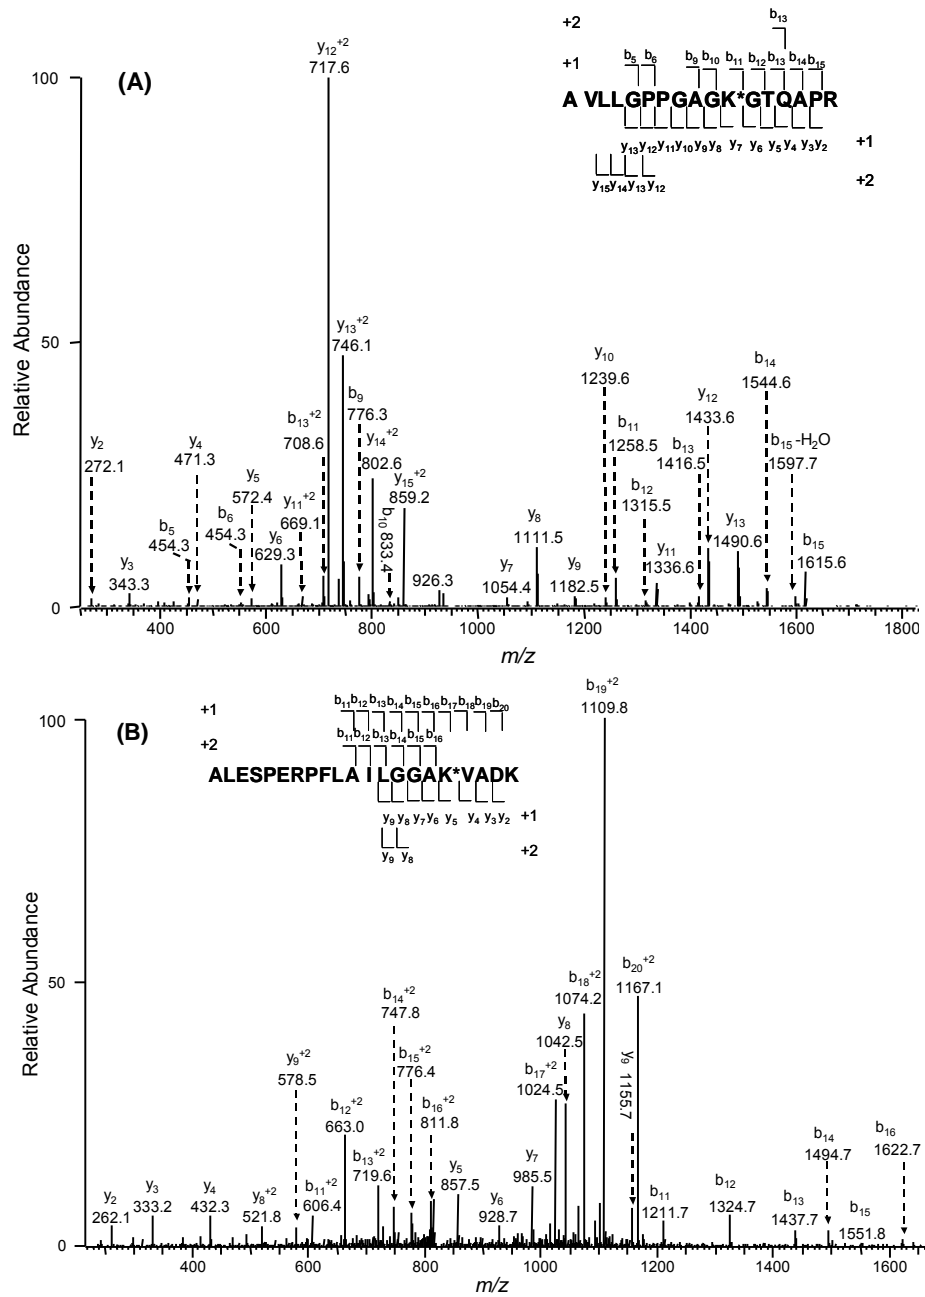 +2
b13
(A)
+1
b5 b6 b9 b10 b11 b12 b13 b14 b15
A VLLGPPGAGK*GTQAPR
y13 y12 y11 y10 y9 y8 y7 y6 y5 y4 y3 y2
+1
y15 y14 y13 y12
+2
y12+2
717.6
100
50
0
Relative Abundance
y2
272.1
y3
343.3
b5
454.3
y4
471.3
b6
454.3
y5
572.4
y6
629.3
y11+2
669.1
b13+2
708.6
y13+2
746.1
b9
776.3
y14+2
802.6
b10 833.4
y15+2
859.2
926.3
y7
1054.4
y8
1111.5
y9
1182.5
y10
1239.6
b11
1258.5
b12
1315.5
y11
1336.6
b13
1416.5
y12
1433.6
y13
1490.6
b14
1544.6
b15 -H2O
1597.7
b15
1615.6
400 600 800 1000 1200 1400 1600 1800
m/z
(B)
+1
b11 b12 b13 b14 b15 b16 b17 b18 b19 b20
+2
b11 b12 b13 b14 b15 b16
ALESPERPFLA I LGGAK*VADK
y9 y8 y7 y6 y5 y4 y3 y2
+1
y9 y8
+2
b19+2
1109.8
100
50
0
Relative Abundance
y2
262.1
y3
333.2
y4
432.3
y8+2
521.8
y9+2
578.5
b11+2
606.4
b12+2
663.0
b13+2
719.6
b14+2
747.8
b15+2
776.4
b16+2
811.8
y5
857.5
y6
928.7
y7
985.5
b17+2
1024.5
y8
1042.5
b18+2
1074.2
y9 1155.7
b20+2
1167.1
b11
1211.7
b12
1324.7
b13
1437.7
b14
1494.7
b15
1551.8
b16
1622.7
400 600 800 1000 1200 1400 1600
m/z